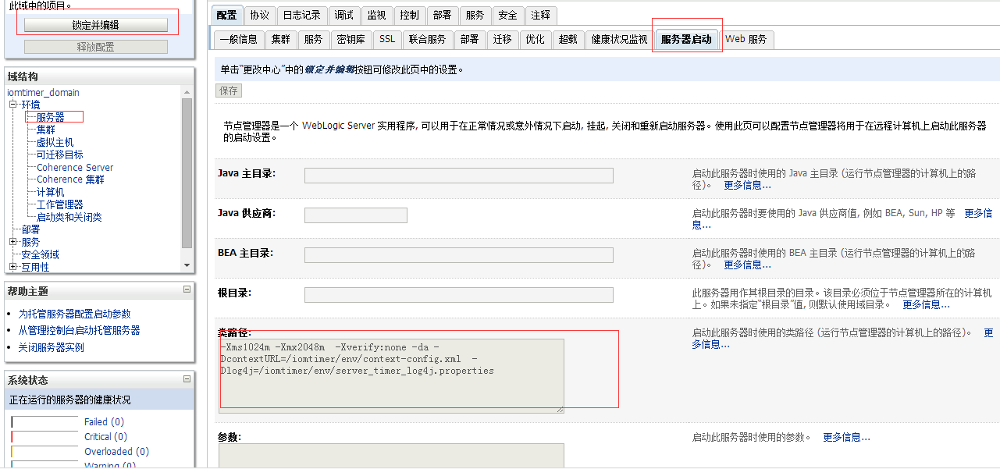 此域中的项目。
锁定并编辑
释放配置
域结构
iomtimer_domain
环境
服务器
集群
虚拟主机
可迁移目标
Coherence Server
Coherence 集群
计算机
工作管理器
启动类和关闭类
部署
服务
安全领域
互用性
帮助主题
为托管服务器配置启动参数
从管理控制台启动托管服务器
关闭服务器实例
系统状态
正在运行的服务器的健康状况
Failed (0)
Critical (0)
Overloaded (0)
Warning (0)
配置 协议 日志记录 调试 监视 控制 部署 服务 安全 注释
一般信息 集群 服务 密钥库 SSL 联合服务 部署 迁移 优化 超载 健康状况监视 服务器启动 Web 服务
单击“更改中心”中的锁定并编辑按钮可修改此页中的设置。
保存
节点管理器是一个 WebLogic Server 实用程序, 可以用于在正常情况或意外情况下启动, 挂起, 关闭和重新启动服务器。使用此页可以配置节点管理器将用于在远程计算机上启动此服务器
的启动设置。
Java 主目录:
启动此服务器时使用的 Java 主目录 (运行节点管理器的计算机上的路
径)。 更多信息...
Java 供应商:
启动此服务器时要使用的 Java 供应商值, 例如 BEA, Sun, HP 等 更多信
息...
BEA 主目录:
启动此服务器时使用的 BEA 主目录 (运行节点管理器的计算机上的路
径)。 更多信息...
根目录:
此服务器用作其根目录的目录。该目录必须位于节点管理器所在的计算机
上。如果未指定“根目录”值, 则默认使用域目录。 更多信息...
类路径:
-Xms1024m -Xmx2048m -Xverify:none -da -
DcontextURL=/iomtimer/env/context-config.xml -
Dlog4j=/iomtimer/env/server_timer_log4j.properties
启动此服务器时使用的类路径 (运行节点管理器的计算机上的路径)。 更
多信息...
参数:
启动此服务器时使用的参数。 更多信息...